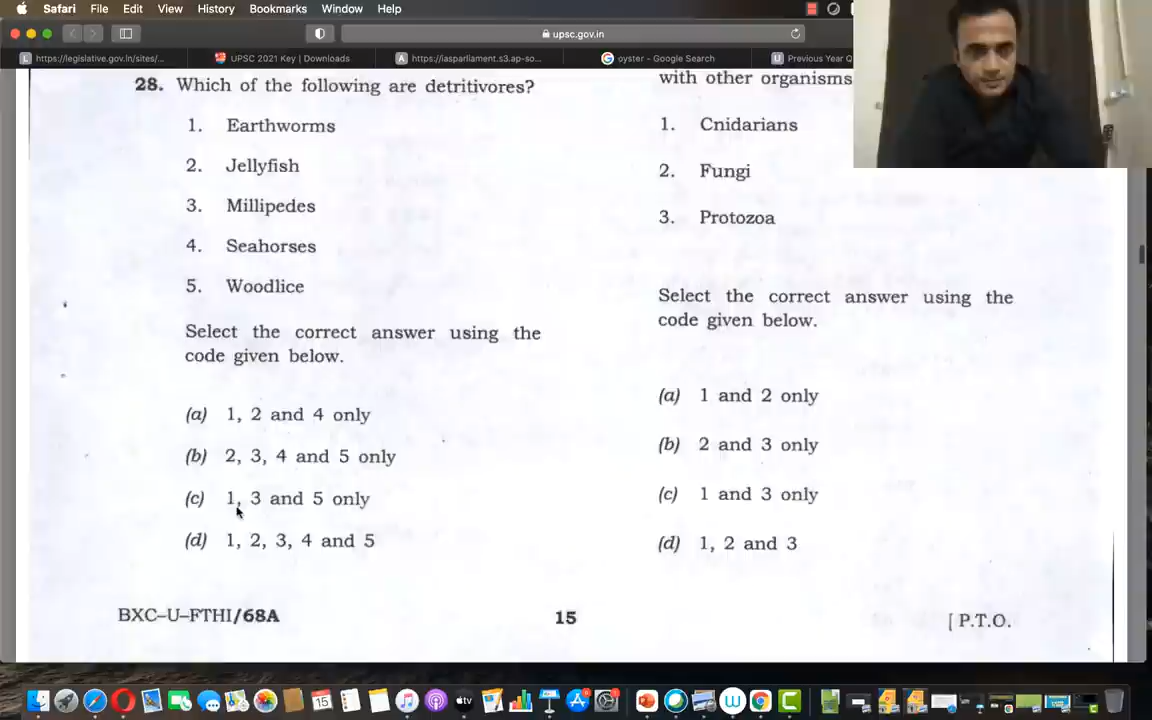 Safari File Edit View History Bookmarks Window Help
upsc.gov.in
https://legislative.gov.in/sites/...
UPSC 2021 Key | Downloads
https://iasparliament.s3.ap-so...
oyster - Google Search
Previous Year Q
28. Which of the following are detritivores?
1. Earthworms
2. Jellyfish
3. Millipedes
4. Seahorses
5. Woodlice
Select the correct answer using the
code given below.
(a) 1, 2 and 4 only
(b) 2, 3, 4 and 5 only
(c) 1, 3 and 5 only
(d) 1, 2, 3, 4 and 5
with other organisms
1. Cnidarians
2. Fungi
3. Protozoa
Select the correct answer using the
code given below.
(a) 1 and 2 only
(b) 2 and 3 only
(c) 1 and 3 only
(d) 1, 2 and 3
BXC–U–FTHI/68A
15
[ P.T.O.
15
tv